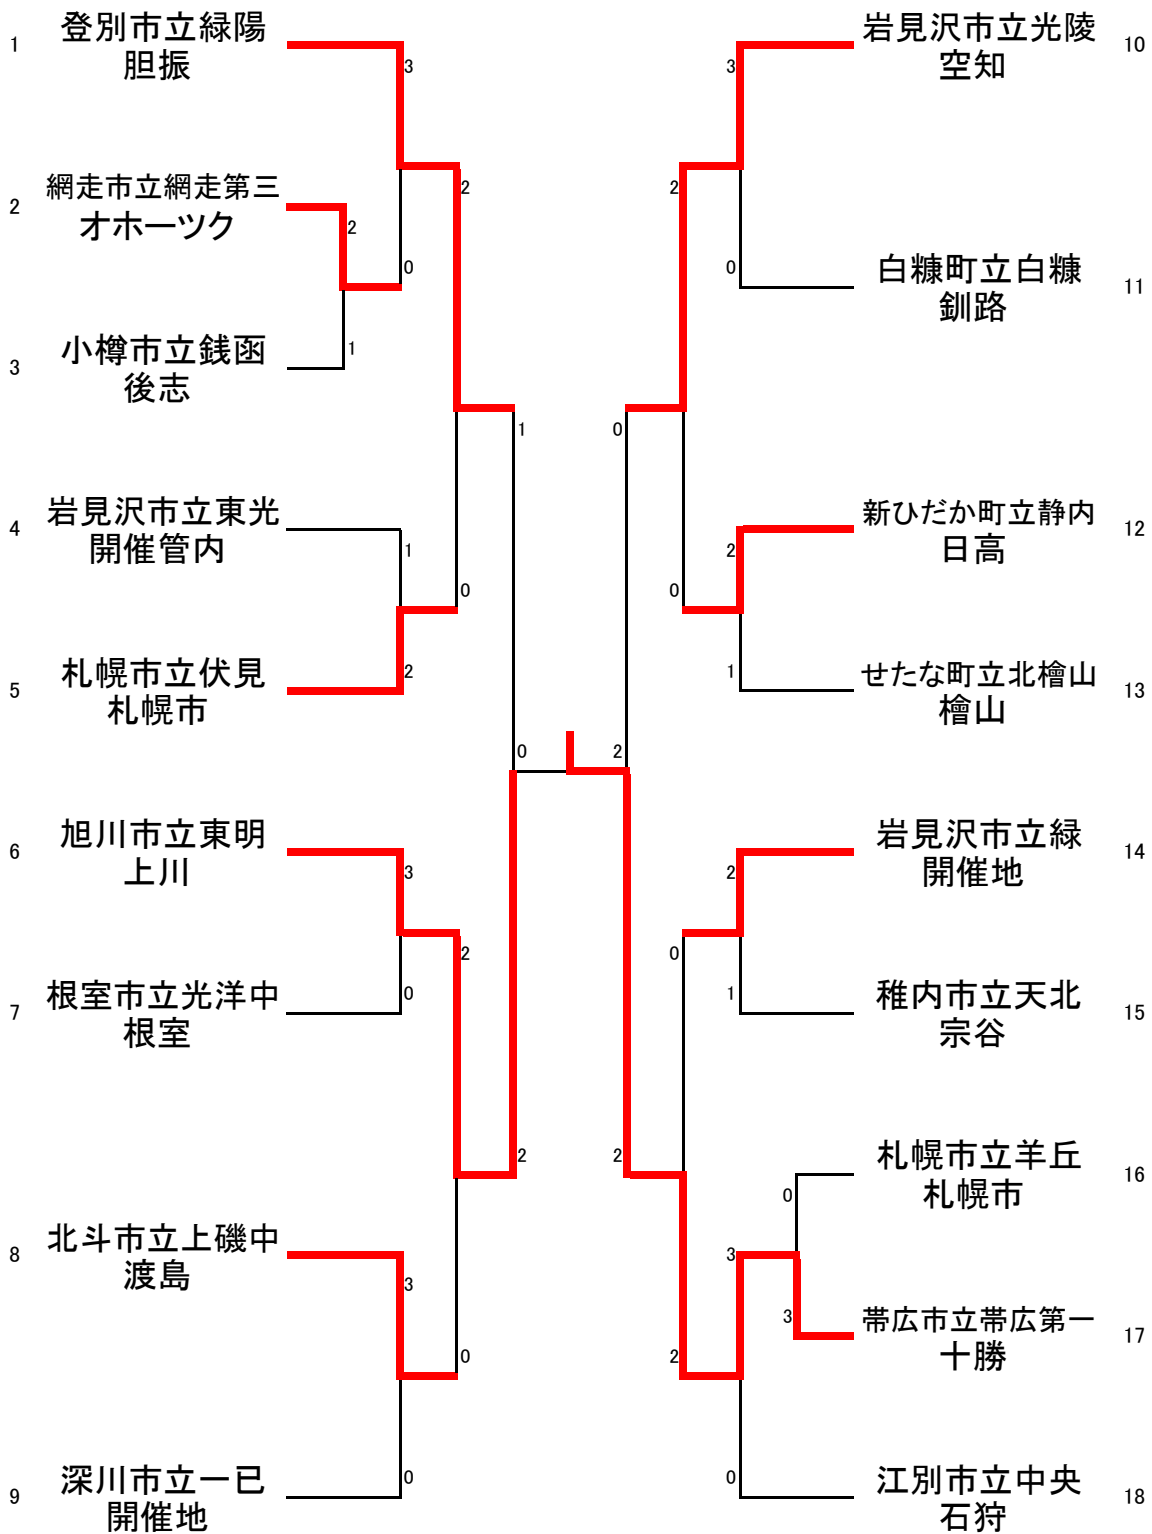 1
登別市立緑陽
胆振
3
2
網走市立網走第三
オホーツク
2
2
0
小樽市立銭函
後志
1
3
1
岩見沢市立東光
開催管内
4
1
0
札幌市立伏見
札幌市
2
5
0
旭川市立東明
上川
6
3
2
根室市立光洋中
根室
0
7
2
北斗市立上磯中
渡島
8
3
0
深川市立一已
開催地
0
9
岩見沢市立光陵
空知
10
3
2
白糠町立白糠
釧路
0
11
0
新ひだか町立静内
日高
12
2
0
せたな町立北檜山
檜山
1
13
2
岩見沢市立緑
開催地
14
2
0
稚内市立天北
宗谷
1
15
2
札幌市立羊丘
札幌市
16
0
3
帯広市立帯広第一
十勝
3
17
2
江別市立中央
石狩
0
18